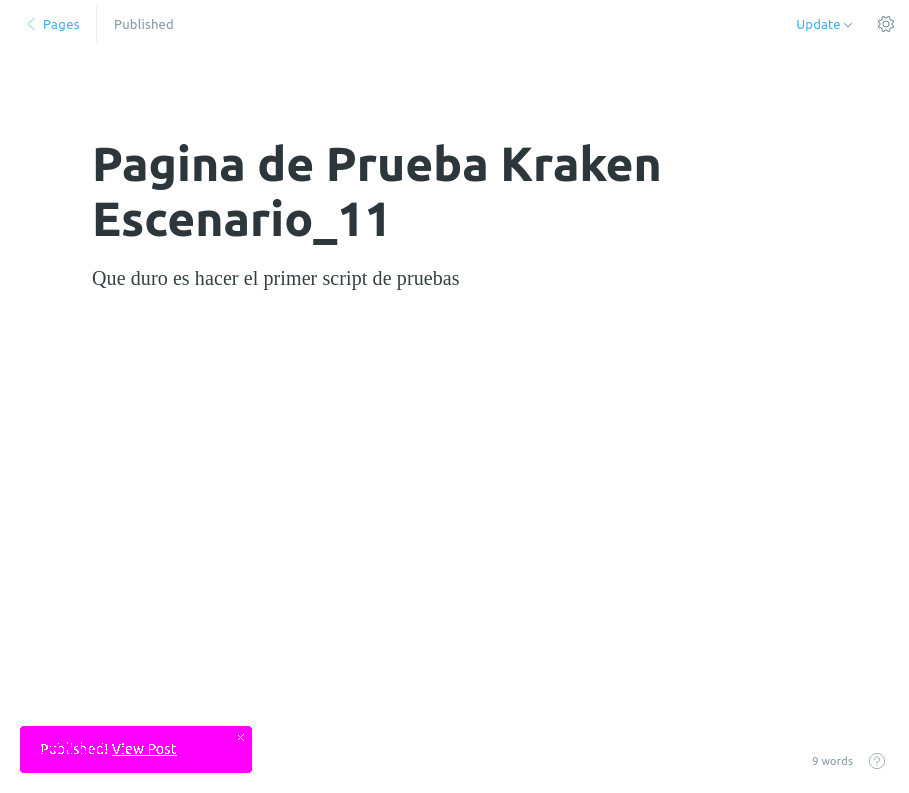 Pages
Published
Update
Pagina de Prueba Kraken
Escenario_11
Que duro es hacer el primer script de pruebas
Published! View Post
9 words